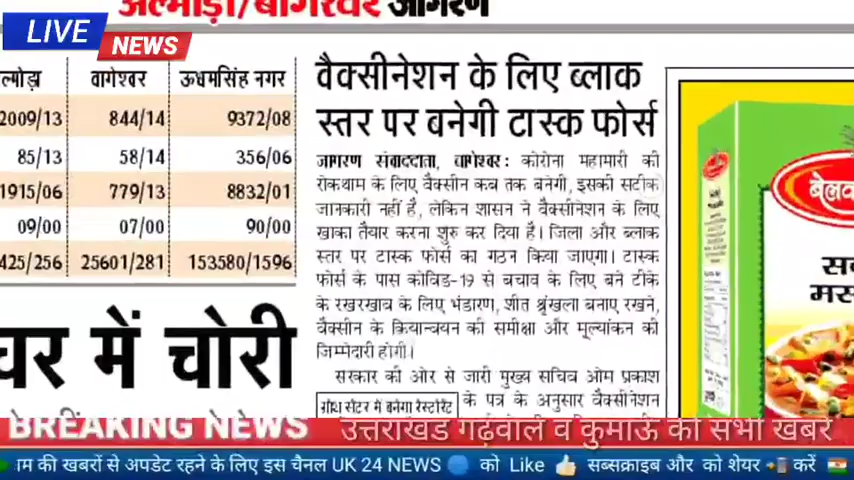 अल्मोड़ा/बागेश्वर जागरण
LIVE
NEWS
ल्मोड़ा वागेश्वर ऊधमसिंह नगर
2009/13 844/14 9372/08
85/13 58/14 356/06
1915/06 779/13 8832/01
09/00 07/00 90/00
425/256 25601/281 153580/1596
में चोरी
वैक्सीनेशन के लिए ब्लाक
स्तर पर वनेगी टास्क फोर्स
जागरण संवाददाता, वागेश्वर: कोरोना महामारी की
रोकथाम के लिए वैक्सीन कब तक बनेगी, इसकी सटीक
जानकारी नहीं है, लेकिन शासन ने वैक्सीनेशन के लिए
खाका तैयार करना शुरु कर दिया है। जिला और ब्लाक
स्तर पर टास्क फोर्स का गठन किया जाएगा। टास्क
फोर्स के पास कोविड-19 से बचाव के लिए बने टीके
के रखरखाव के लिए भंडारण, शीत श्रृंखला बनाए रखने,
वैक्सीन के क्रियान्वयन की समीक्षा और मूल्यांकन की
जिम्मेदारी होगी।
सरकार की ओर से जारी मुख्य सचिव ओम प्रकाश
के पत्र के अनुसार वैक्सीनेशन
ग्रोथ सेंटर में बनेगा रेस्टोरेंट
BREAKING NEWS
उत्तराखंड गढ़वाली व कुमाऊं की सभी खबरें
की खबरों से अपडेट रहने के लिए इस चैनल UK 24 NEWS 🔵 को Like 👍 सब्सक्राइब और को शेयर 📲 करें 🇮🇳